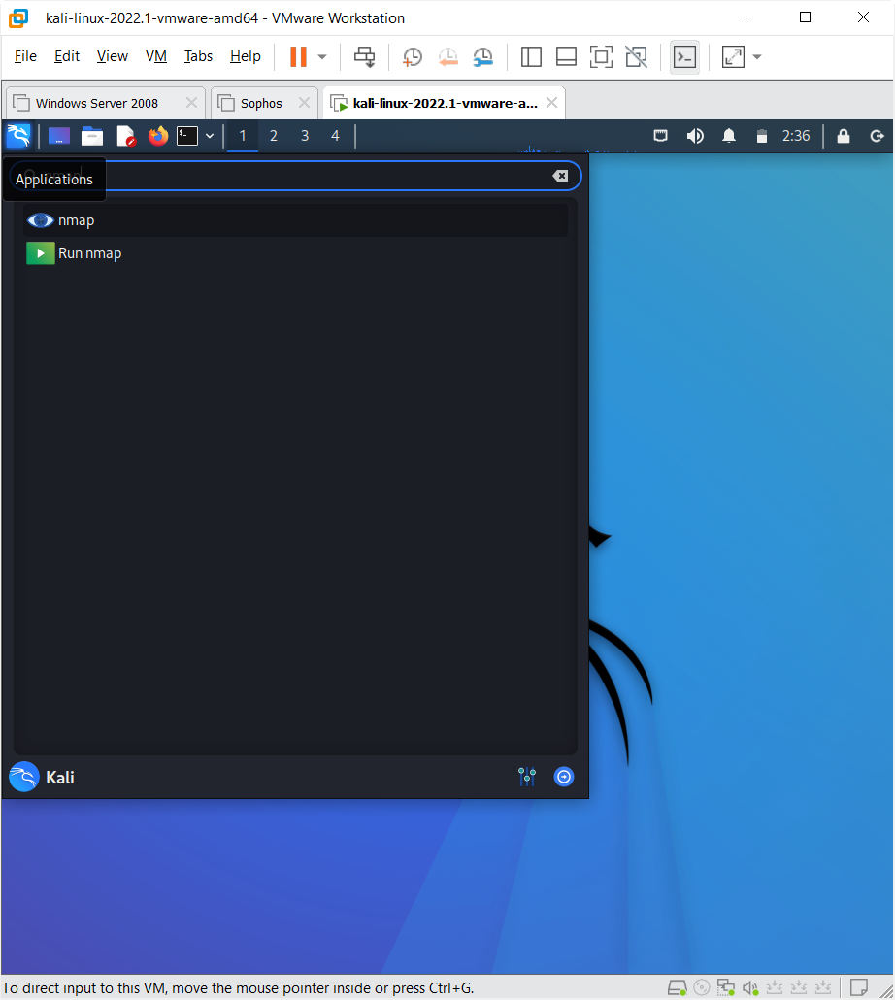 kali-linux-2022.1-vmware-amd64 - VMware Workstation
File Edit View VM Tabs Help
Windows Server 2008 Sophos kali-linux-2022.1-vmware-a...
1 2 3 4 2:36
Applications
nmap
Run nmap
Kali
To direct input to this VM, move the mouse pointer inside or press Ctrl+G.